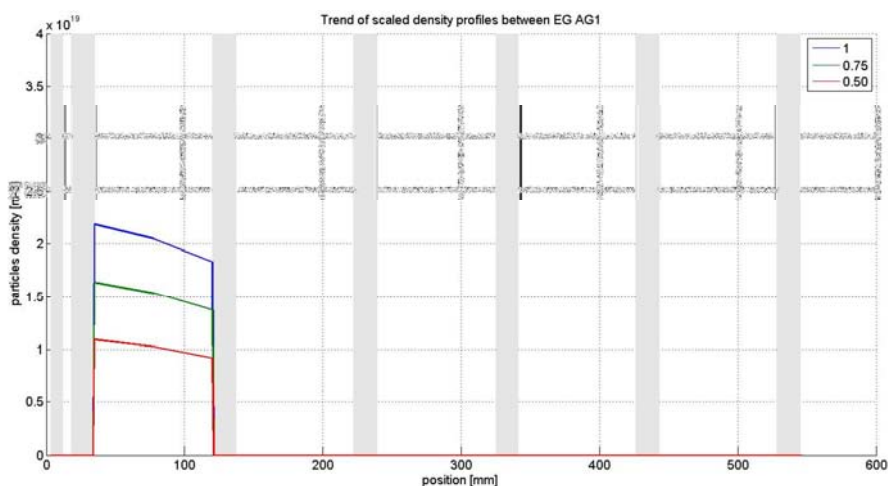 Trend of scaled density profiles between EG AG1
x 10^19
4
3.5
3
2.5
2
1.5
1
0.5
0
particles density [m-3]
1
0.75
0.50
0 100 200 300 400 500 600
position [mm]